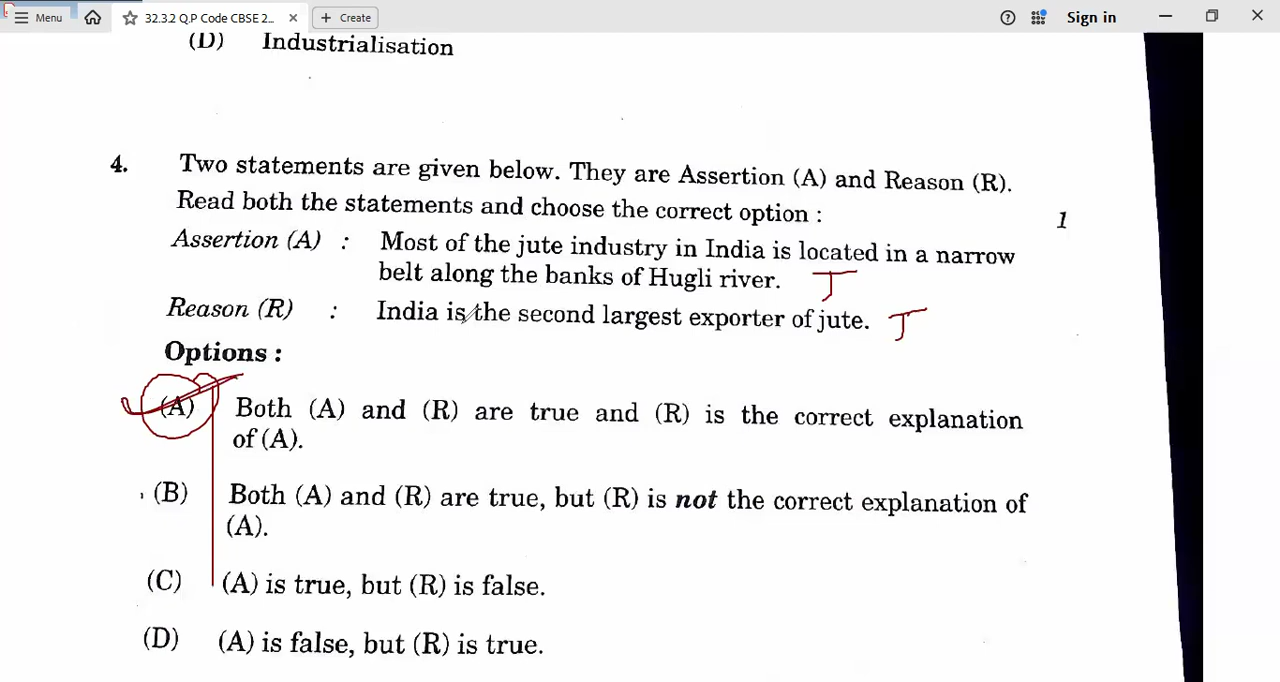 Menu
32.3.2 Q.P Code CBSE 2...
Create
Sign in
(D) Industrialisation
4. Two statements are given below. They are Assertion (A) and Reason (R).
Read both the statements and choose the correct option :
1
Assertion (A) : Most of the jute industry in India is located in a narrow
belt along the banks of Hugli river. T
Reason (R) : India is the second largest exporter of jute. T
Options :
(A) Both (A) and (R) are true and (R) is the correct explanation
of (A).
(B) Both (A) and (R) are true, but (R) is not the correct explanation of
(A).
(C) (A) is true, but (R) is false.
(D) (A) is false, but (R) is true.